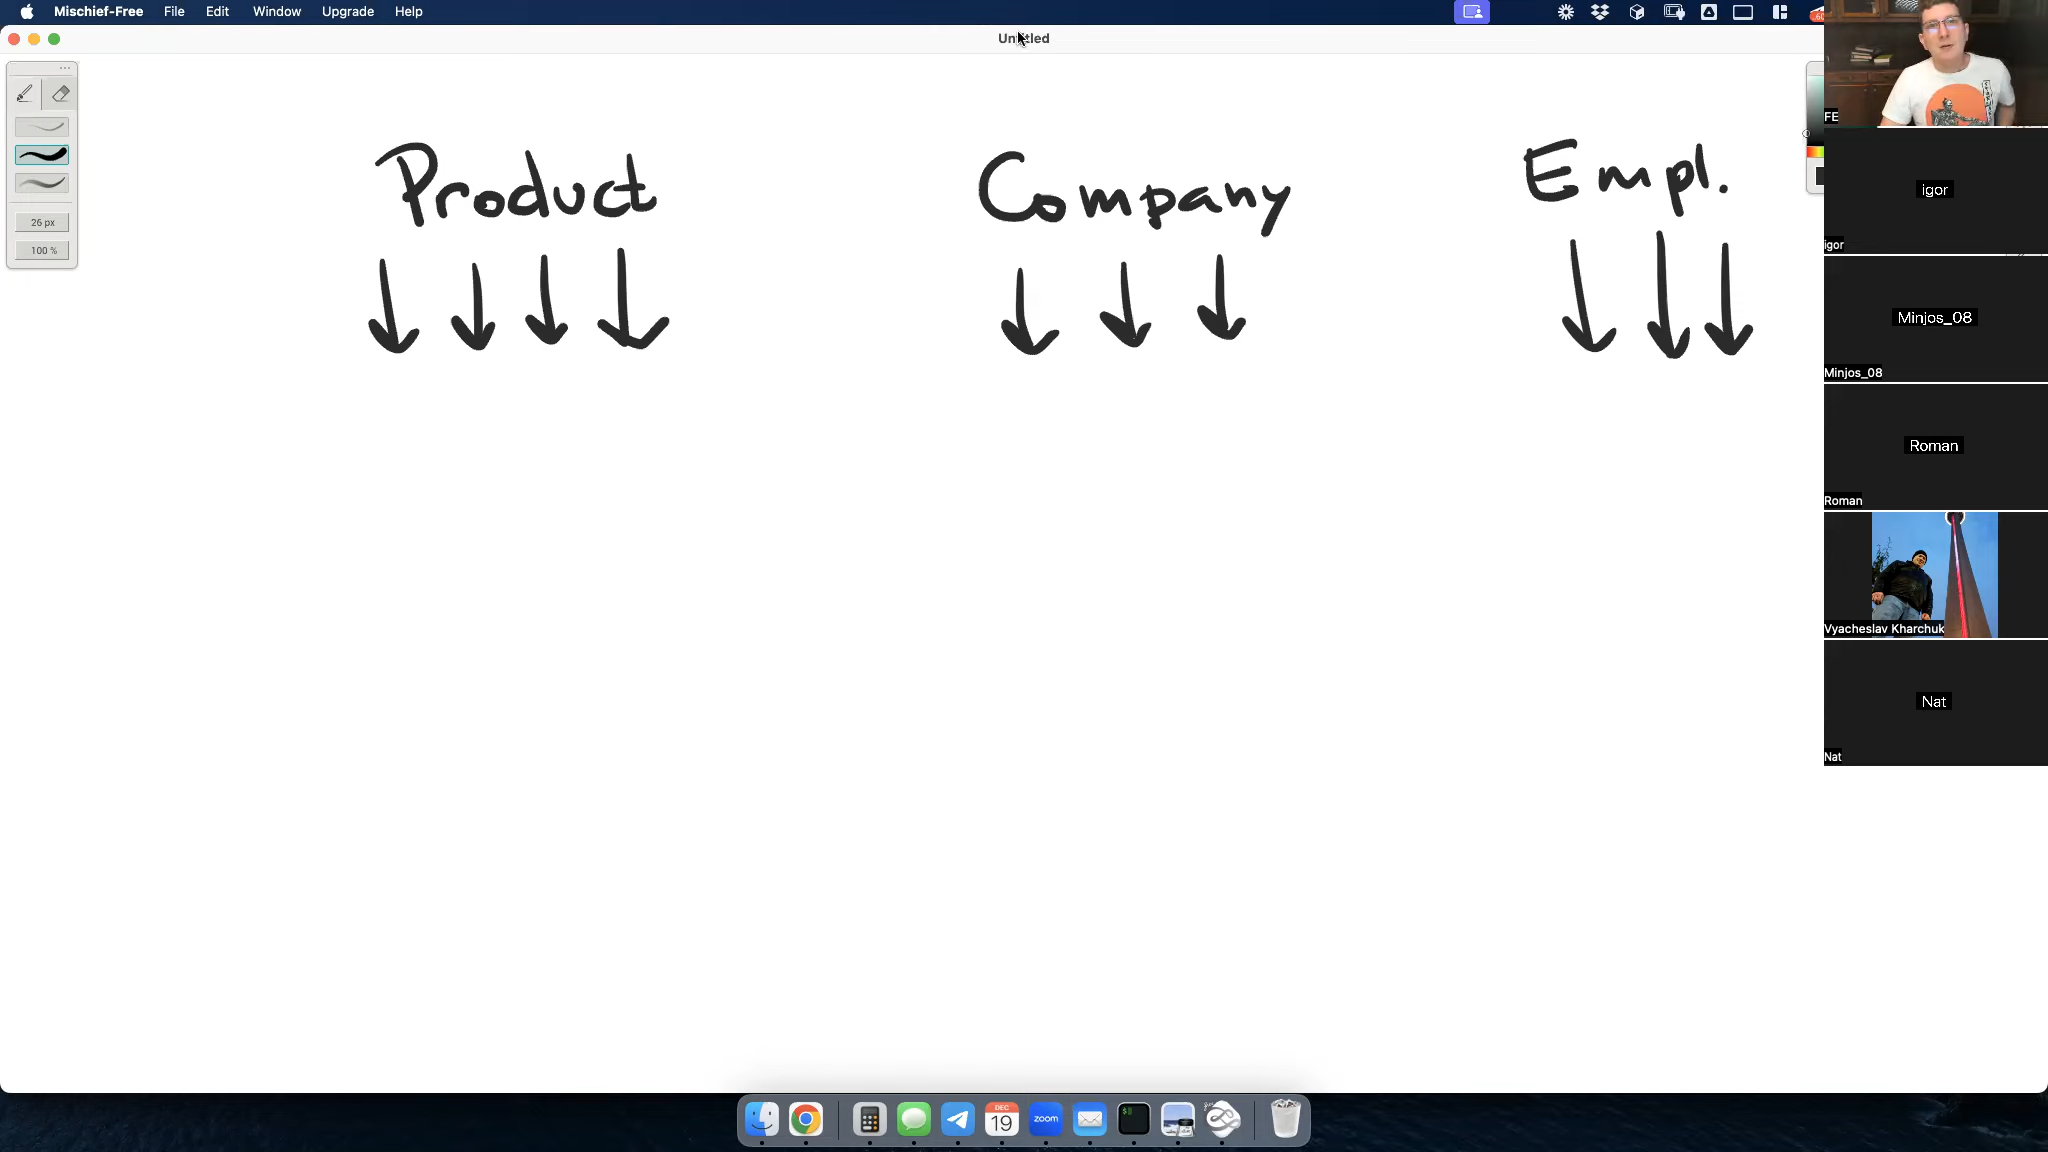 Mischief-Free File Edit Window Upgrade Help
Untitled
26 px
100 %
Product Company Empl.
FE
igor
igor
Minjos_08
Minjos_08
Roman
Roman
Vyacheslav Kharchuk
Nat
Nat
DEC
19
zoom